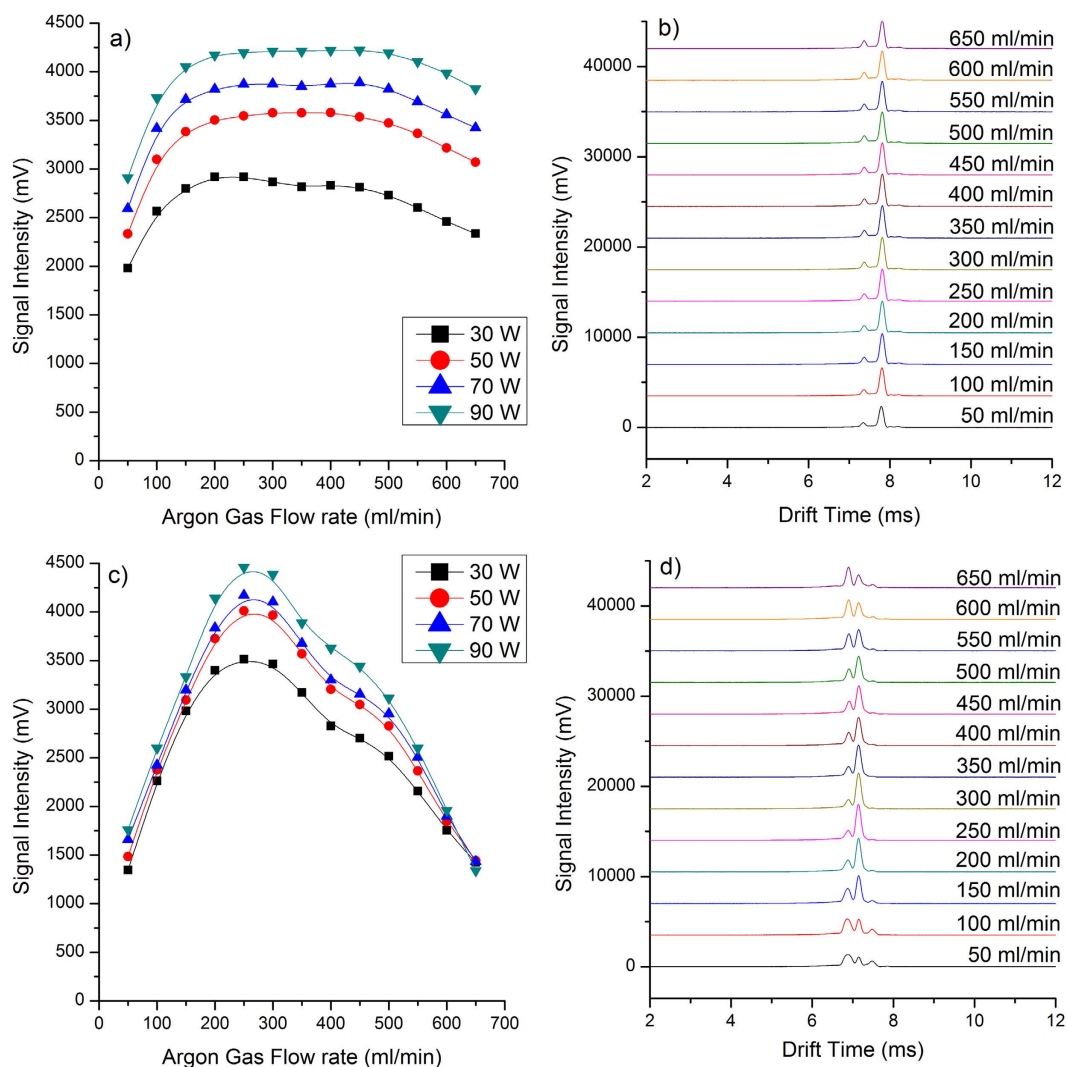 a)
4500
4000
3500
3000
2500
2000
1500
1000
500
0
Signal Intensity (mV)
30 W
50 W
70 W
90 W
0 100 200 300 400 500 600 700
Argon Gas Flow rate (ml/min)
b)
40000
30000
20000
10000
0
Signal Intensity (mV)
650 ml/min
600 ml/min
550 ml/min
500 ml/min
450 ml/min
400 ml/min
350 ml/min
300 ml/min
250 ml/min
200 ml/min
150 ml/min
100 ml/min
50 ml/min
2 4 6 8 10 12
Drift Time (ms)
c)
4500
4000
3500
3000
2500
2000
1500
1000
500
0
Signal Intensity (mV)
30 W
50 W
70 W
90 W
0 100 200 300 400 500 600 700
Argon Gas Flow rate (ml/min)
d)
40000
30000
20000
10000
0
Signal Intensity (mV)
650 ml/min
600 ml/min
550 ml/min
500 ml/min
450 ml/min
400 ml/min
350 ml/min
300 ml/min
250 ml/min
200 ml/min
150 ml/min
100 ml/min
50 ml/min
2 4 6 8 10 12
Drift Time (ms)